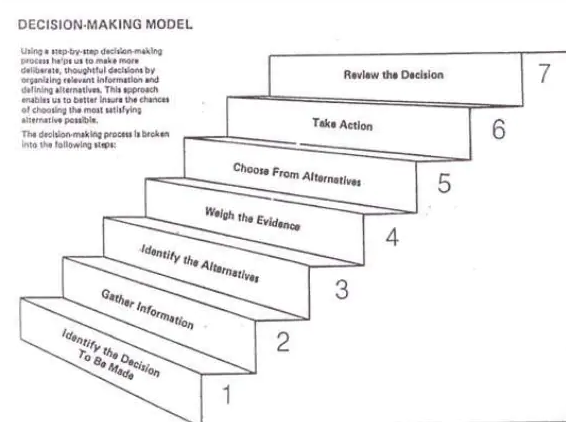 DECISION-MAKING MODEL
Using a step-by-step decision-making
process helps us to make more
deliberate, thoughtful decisions by
organizing relevant information and
defining alternatives. This approach
enables us to better insure the chances
of choosing the most satisfying
alternative possible.
The decision-making process is broken
into the following steps:
Review the Decision
7
Take Action
6
Choose From Alternatives
5
Weigh the Evidence
4
Identify the Alternatives
3
Gather Information
2
Identify the Decision
To Be Made
1